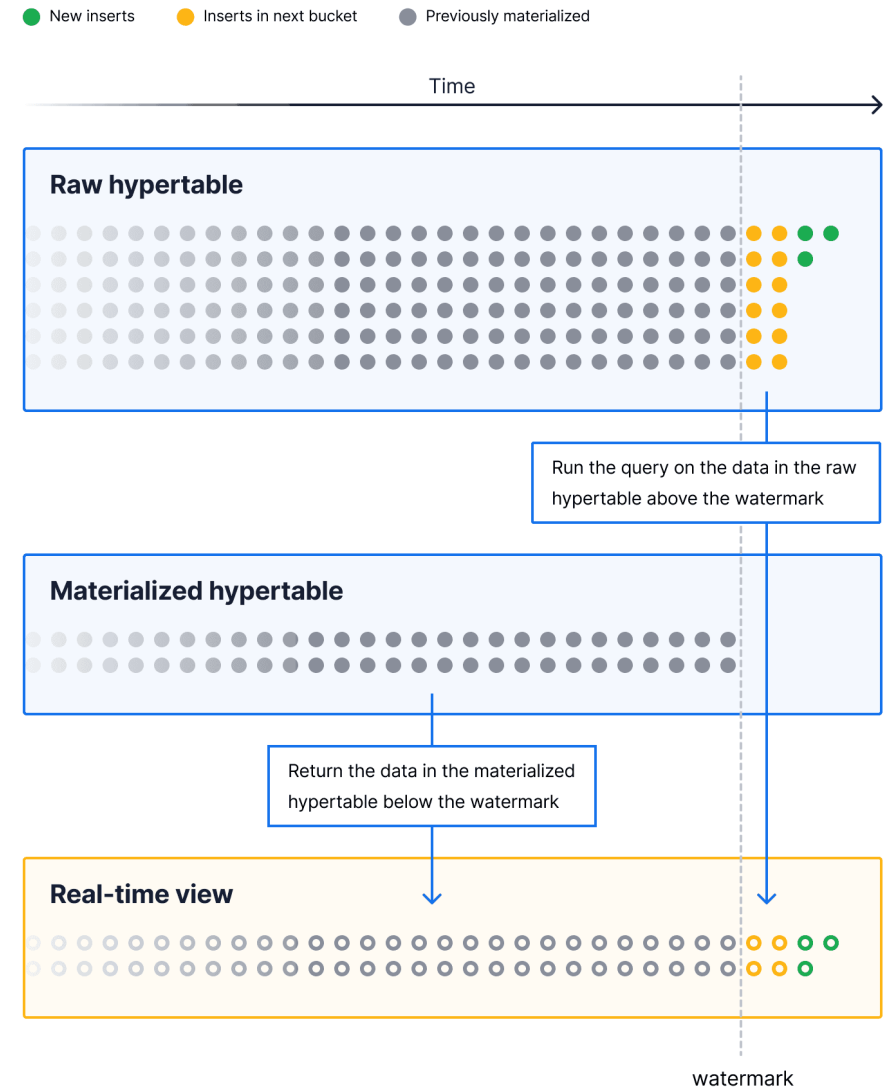 New inserts
Inserts in next bucket
Previously materialized
Time
Raw hypertable
Run the query on the data in the raw
hypertable above the watermark
Materialized hypertable
Return the data in the materialized
hypertable below the watermark
Real-time view
watermark